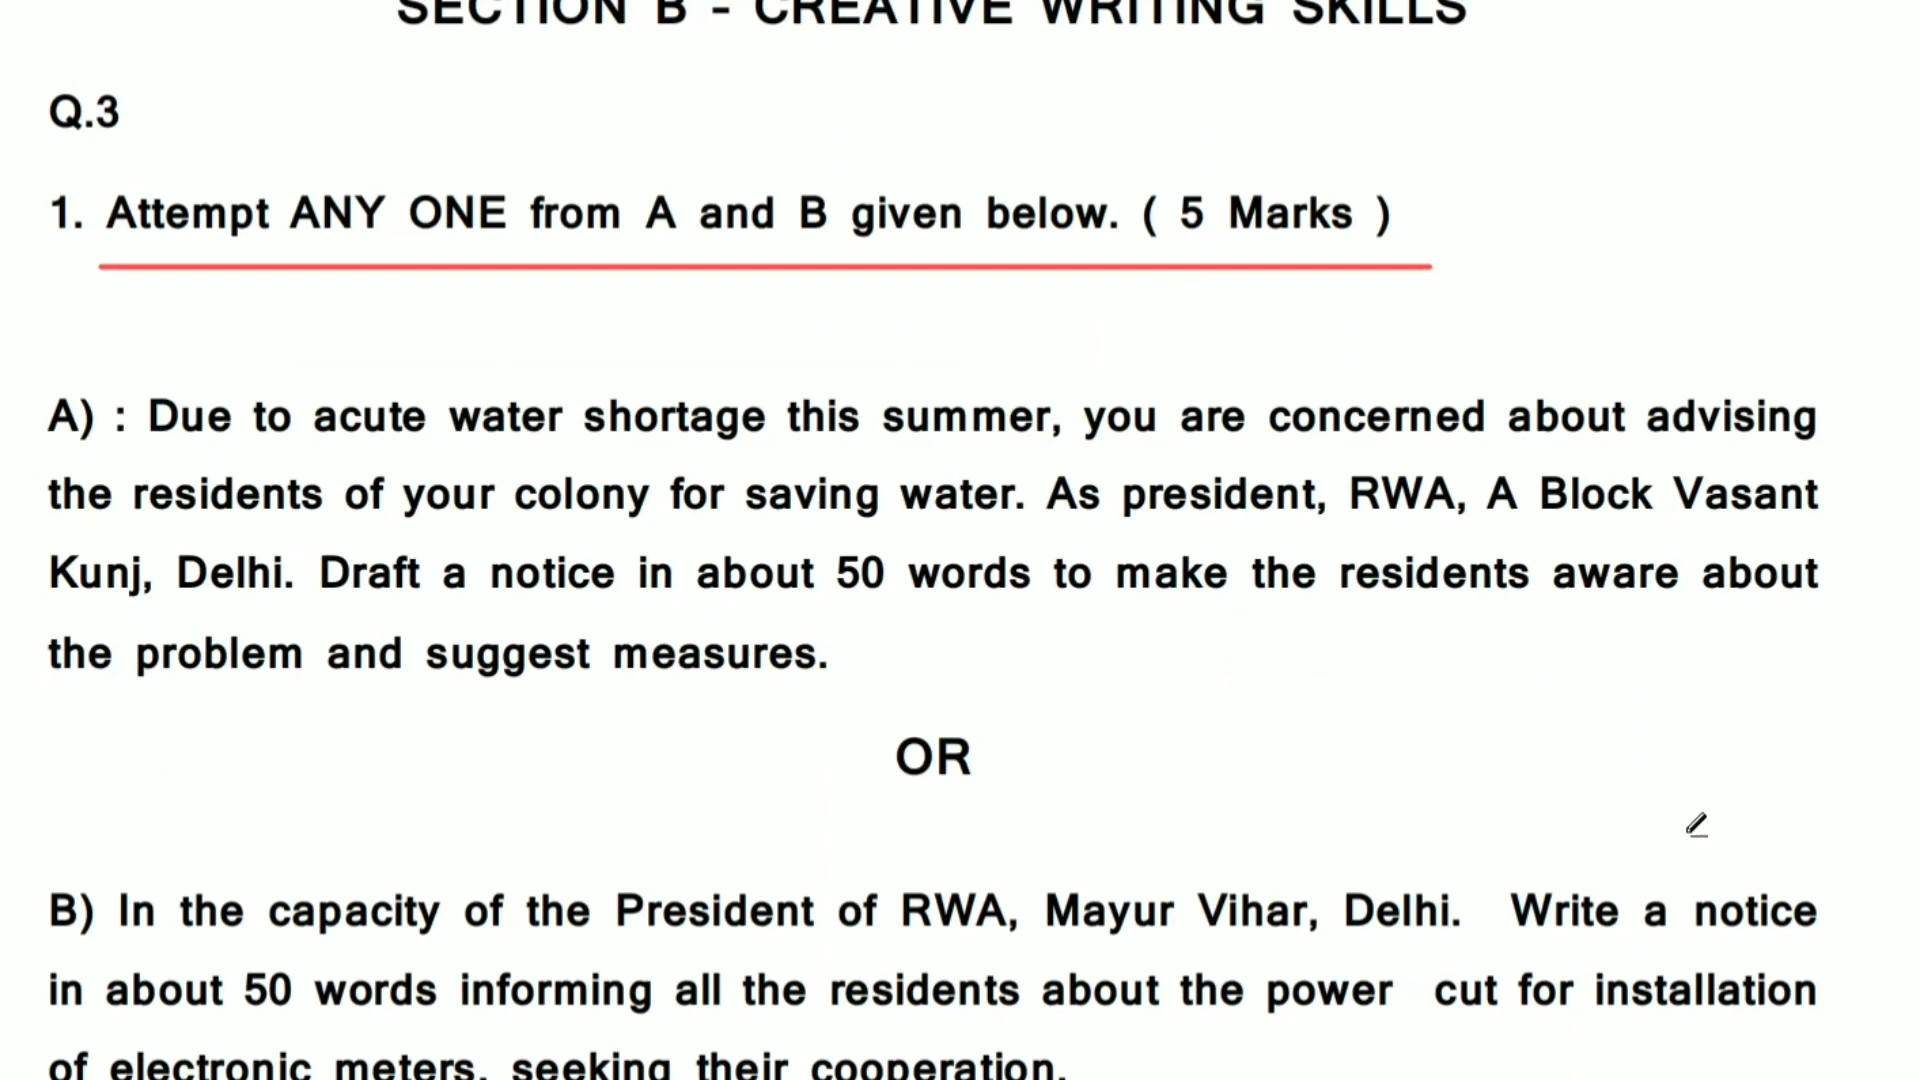 SECTION B - CREATIVE WRITING SKILLS
Q.3
1. Attempt ANY ONE from A and B given below. ( 5 Marks )
A) : Due to acute water shortage this summer, you are concerned about advising
the residents of your colony for saving water. As president, RWA, A Block Vasant
Kunj, Delhi. Draft a notice in about 50 words to make the residents aware about
the problem and suggest measures.
OR
B) In the capacity of the President of RWA, Mayur Vihar, Delhi. Write a notice
in about 50 words informing all the residents about the power cut for installation
of electronic meters, seeking their cooperation.